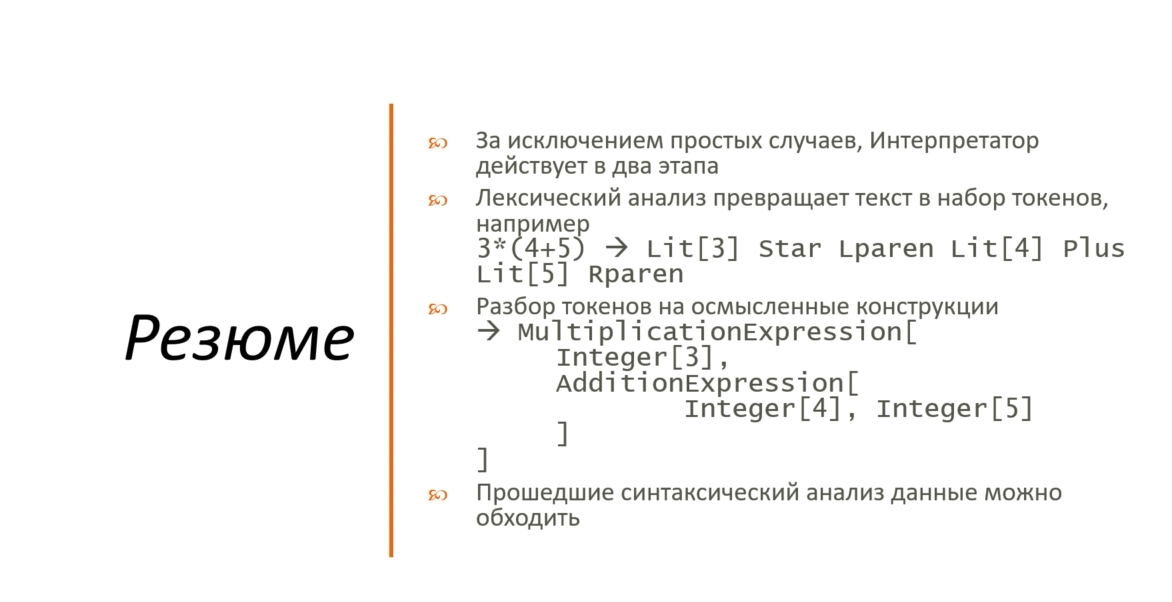 Резюме
За исключением простых случаев, Интерпретатор
действует в два этапа
Лексический анализ превращает текст в набор токенов,
например
3*(4+5) → Lit[3] Star Lparen Lit[4] Plus
Lit[5] Rparen
Разбор токенов на осмысленные конструкции
→ MultiplicationExpression[
Integer[3],
AdditionExpression[
Integer[4], Integer[5]
]
]
Прошедшие синтаксический анализ данные можно
обходить